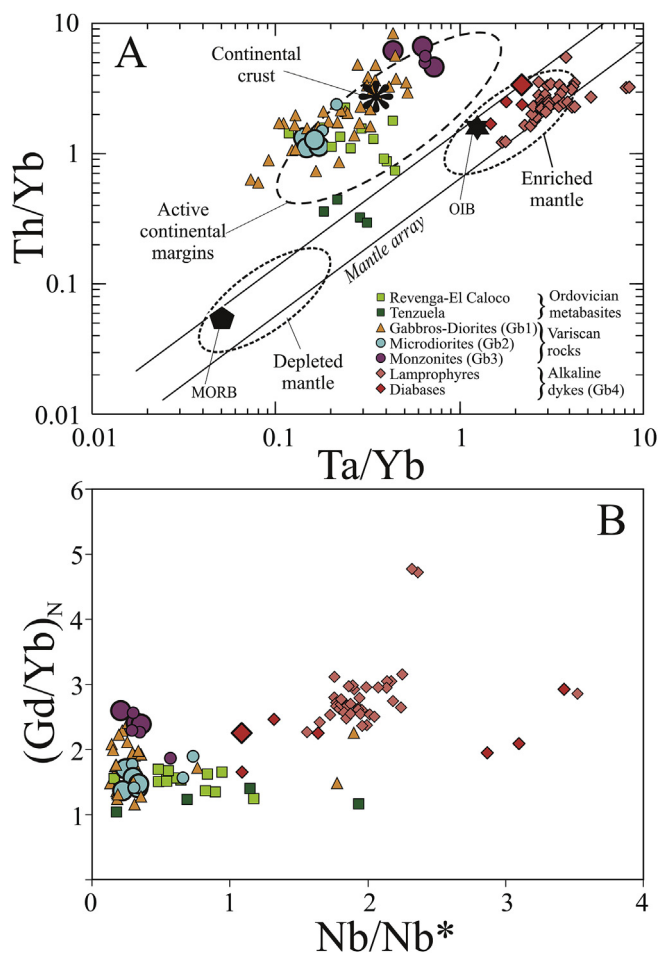 A
10
1
0.1
0.01
Th/Yb
Continental
crust
Active
continental
margins
Enriched
mantle
OIB
Mantle array
MORB
Depleted
mantle
Revenga-El Caloco
Tenzuela
Ordovician
metabasites
Gabbros-Diorites (Gb1)
Microdiorites (Gb2)
Monzonites (Gb3)
Variscan
rocks
Lamprophyres
Diabases
Alkaline
dykes (Gb4)
0.01
0.1
1
10
Ta/Yb
B
6
5
4
3
2
1
(Gd/Yb)N
0
1
2
3
4
Nb/Nb*